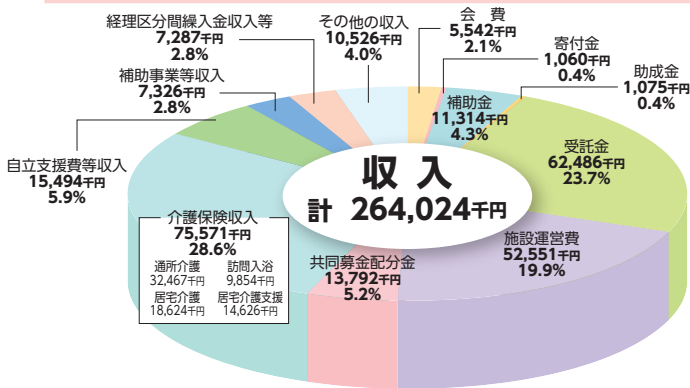 会 費
5,542千円
2.1%
寄付金
1,060千円
0.4%
助成金
1,075千円
0.4%
補助金
11,314千円
4.3%
受託金
62,486千円
23.7%
施設運営費
52,551千円
19.9%
共同募金配分金
13,792千円
5.2%
介護保険収入
75,571千円
28.6%
通所介護 訪問入浴
32,467千円 9,854千円
居宅介護 居宅介護支援
18,624千円 14,626千円
自立支援費等収入
15,494千円
5.9%
補助事業等収入
7,326千円
2.8%
経理区分間繰入金収入等
7,287千円
2.8%
その他の収入
10,526千円
4.0%
収 入
計 264,024千円